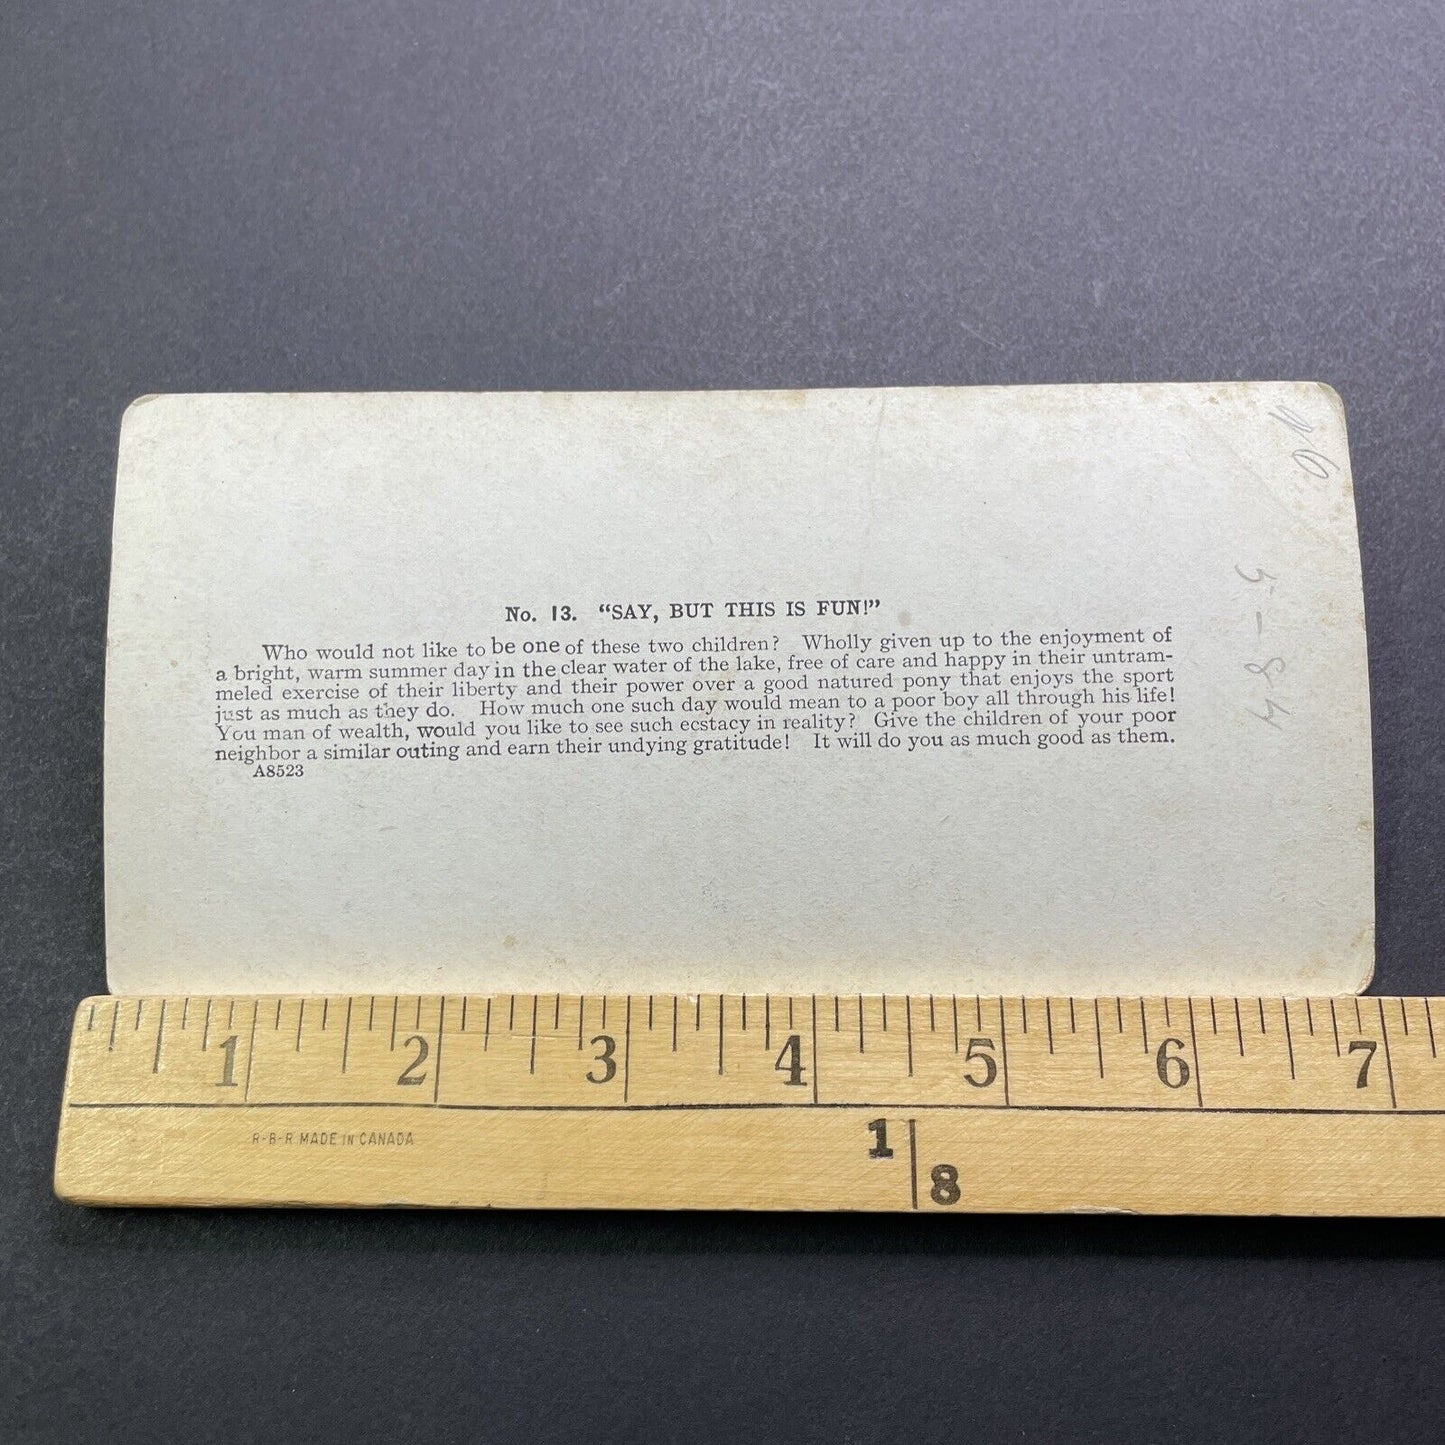 No. 13. “SAY, BUT THIS IS FUN!”
Who would not like to be one of these two children? Wholly given up to the enjoyment of
a bright, warm summer day in the clear water of the lake, free of care and happy in their untram-
meled exercise of their liberty and their power over a good natured pony that enjoys the sport
just as much as they do. How much one such day would mean to a poor boy all through his life!
You man of wealth, would you like to see such ecstacy in reality? Give the children of your poor
neighbor a similar outing and earn their undying gratitude! It will do you as much good as them.
A8523
5-84
1 2 3 4 5 6 7
R-B-R MADE IN CANADA
1
8